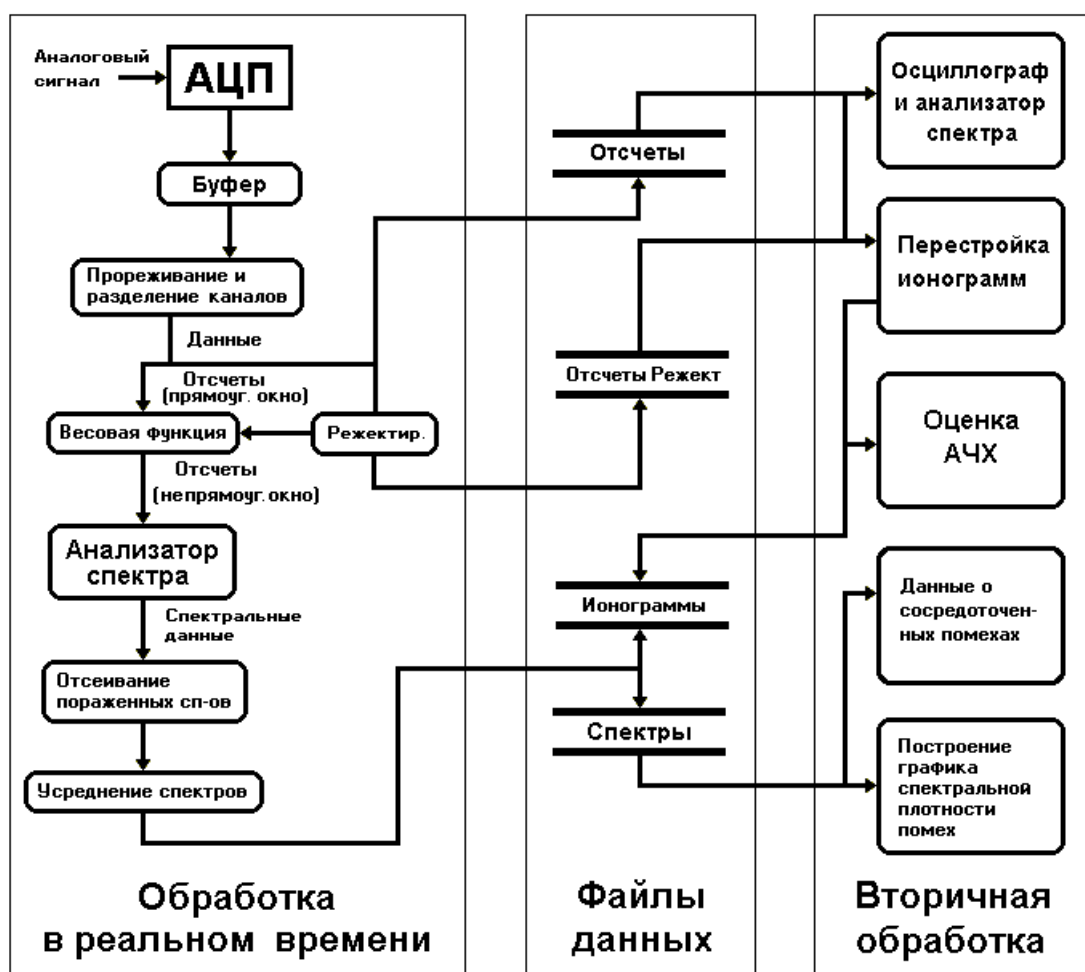 Аналоговый
сигнал
АЦП
Буфер
Прореживание и
разделение каналов
Данные
Отсчеты
(прямоуг. окно)
Весовая функция
Режектир.
Отсчеты
(непрямоуг. окно)
Анализатор
спектра
Спектральные
данные
Отсеивание
пораженных сп-ов
Усреднение спектров
Обработка
в реальном времени
Отсчеты
Отсчеты Режект
Ионограммы
Спектры
Файлы
данных
Осциллограф
и анализатор
спектра
Перестройка
ионограмм
Оценка
АЧХ
Данные о
сосредоточен-
ных помехах
Построение
графика
спектральной
плотности
помех
Вторичная
обработка